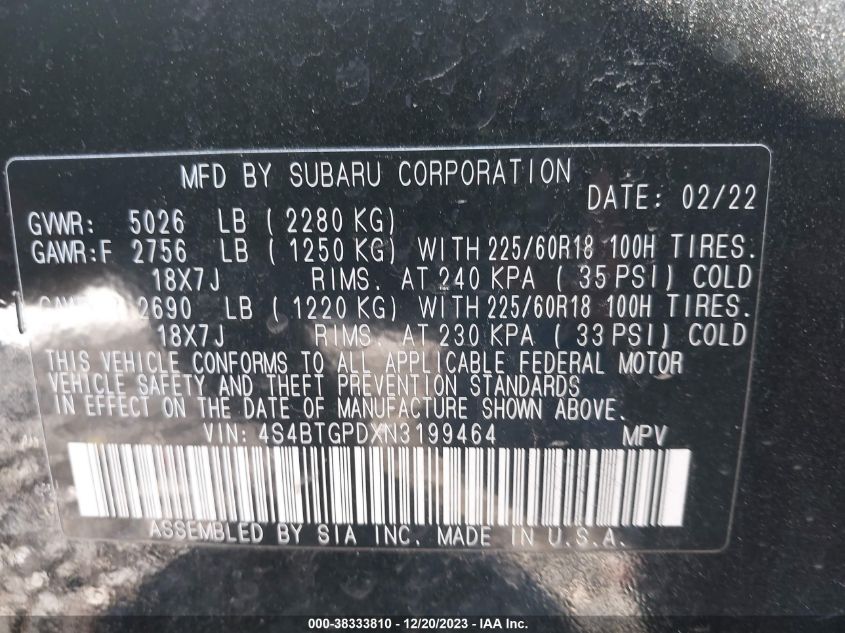 MFD BY SUBARU CORPORATION
DATE: 02/22
GVWR: 5026 LB ( 2280 KG)
GAWR:F 2756 LB ( 1250 KG) WITH 225/60R18 100H TIRES.
18X7J RIMS. AT 240 KPA ( 35 PSI) COLD
2690 LB ( 1220 KG) WITH 225/60R18 100H TIRES.
18X7J RIMS. AT 230 KPA ( 33 PSI) COLD
THIS VEHICLE CONFORMS TO ALL APPLICABLE FEDERAL MOTOR
VEHICLE SAFETY AND THEFT PREVENTION STANDARDS
IN EFFECT ON THE DATE OF MANUFACTURE SHOWN ABOVE.
VIN: 4S4BTGPDXN3199464 MPV
ASSEMBLED BY SIA INC. MADE IN U.S.A.
000-38333810 - 12/20/2023 - IAA Inc.